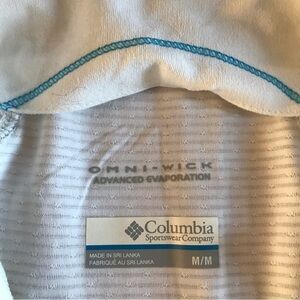 OMNI-WICK
ADVANCED EVAPORATION
Columbia
Sportswear Company
MADE IN SRI LANKA
FABRIQUÉ AU SRI LANKA
M/M